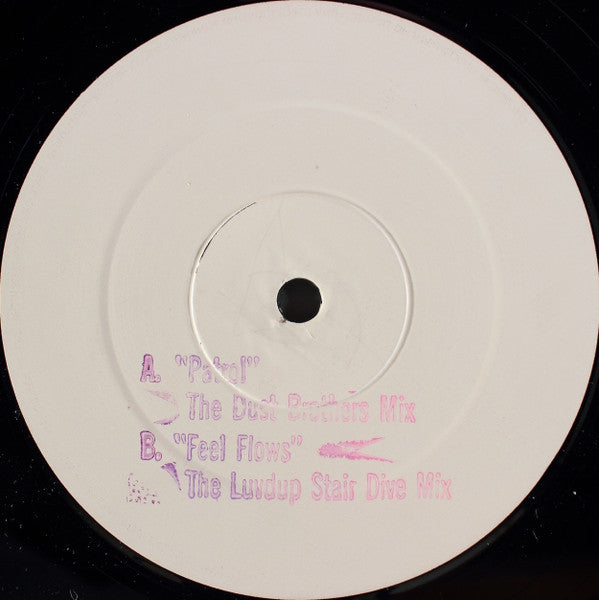 A. "Patrol"
The Dust Brothers Mix
B. "Feel Flows"
The Luvdup Stair Dive Mix